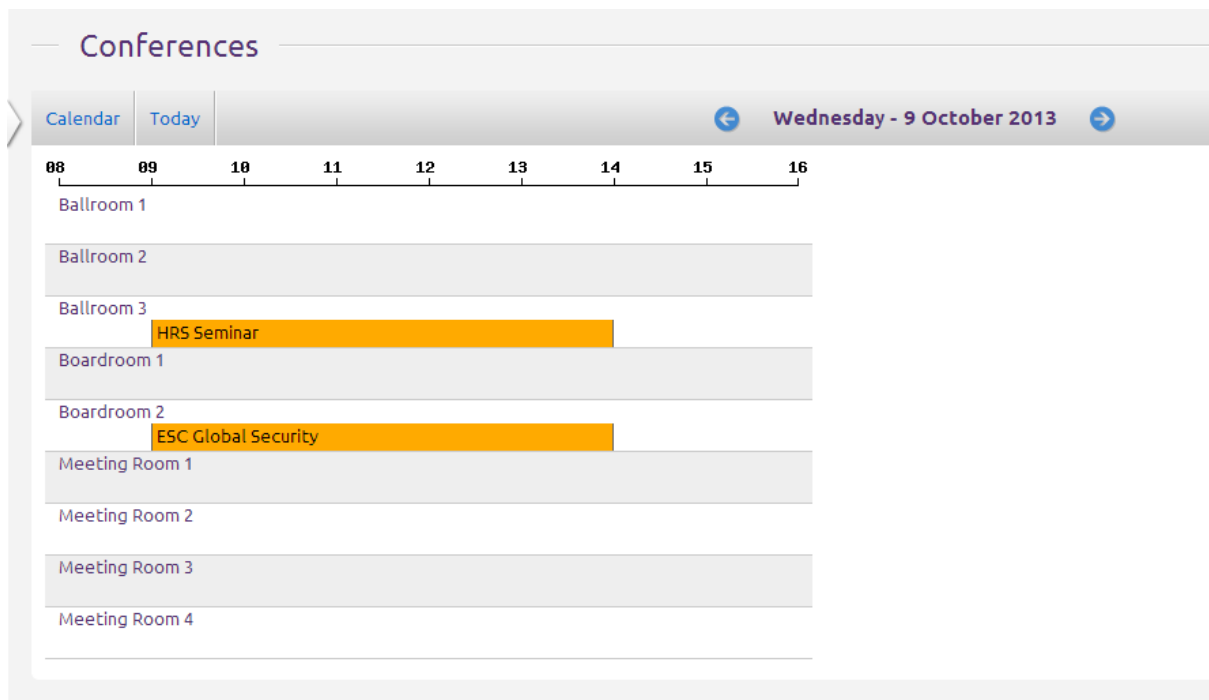 Conferences
Calendar Today Wednesday - 9 October 2013
08 09 10 11 12 13 14 15 16
Ballroom 1
Ballroom 2
Ballroom 3
HRS Seminar
Boardroom 1
Boardroom 2
ESC Global Security
Meeting Room 1
Meeting Room 2
Meeting Room 3
Meeting Room 4